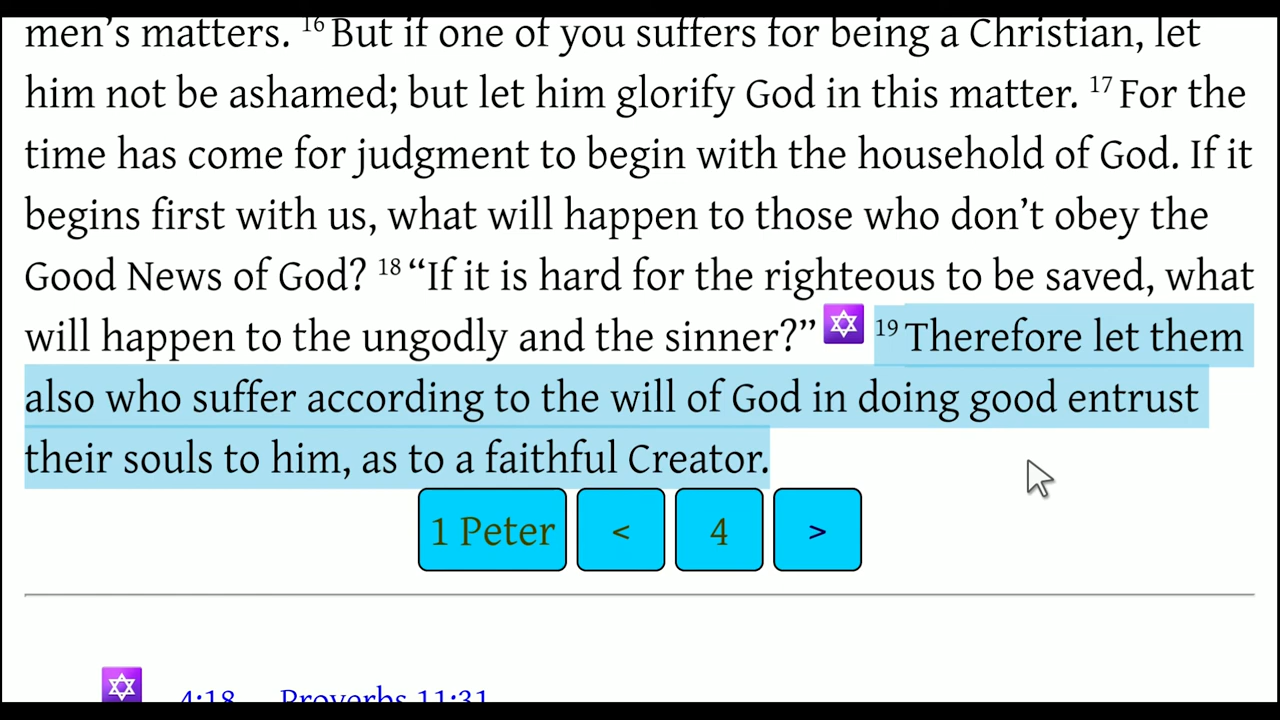 men’s matters. 16 But if one of you suffers for being a Christian, let
him not be ashamed; but let him glorify God in this matter. 17 For the
time has come for judgment to begin with the household of God. If it
begins first with us, what will happen to those who don’t obey the
Good News of God? 18 “If it is hard for the righteous to be saved, what
will happen to the ungodly and the sinner?”✡ 19 Therefore let them
also who suffer according to the will of God in doing good entrust
their souls to him, as to a faithful Creator.
1 Peter < 4 >
✡ 4:18 Proverbs 11:31